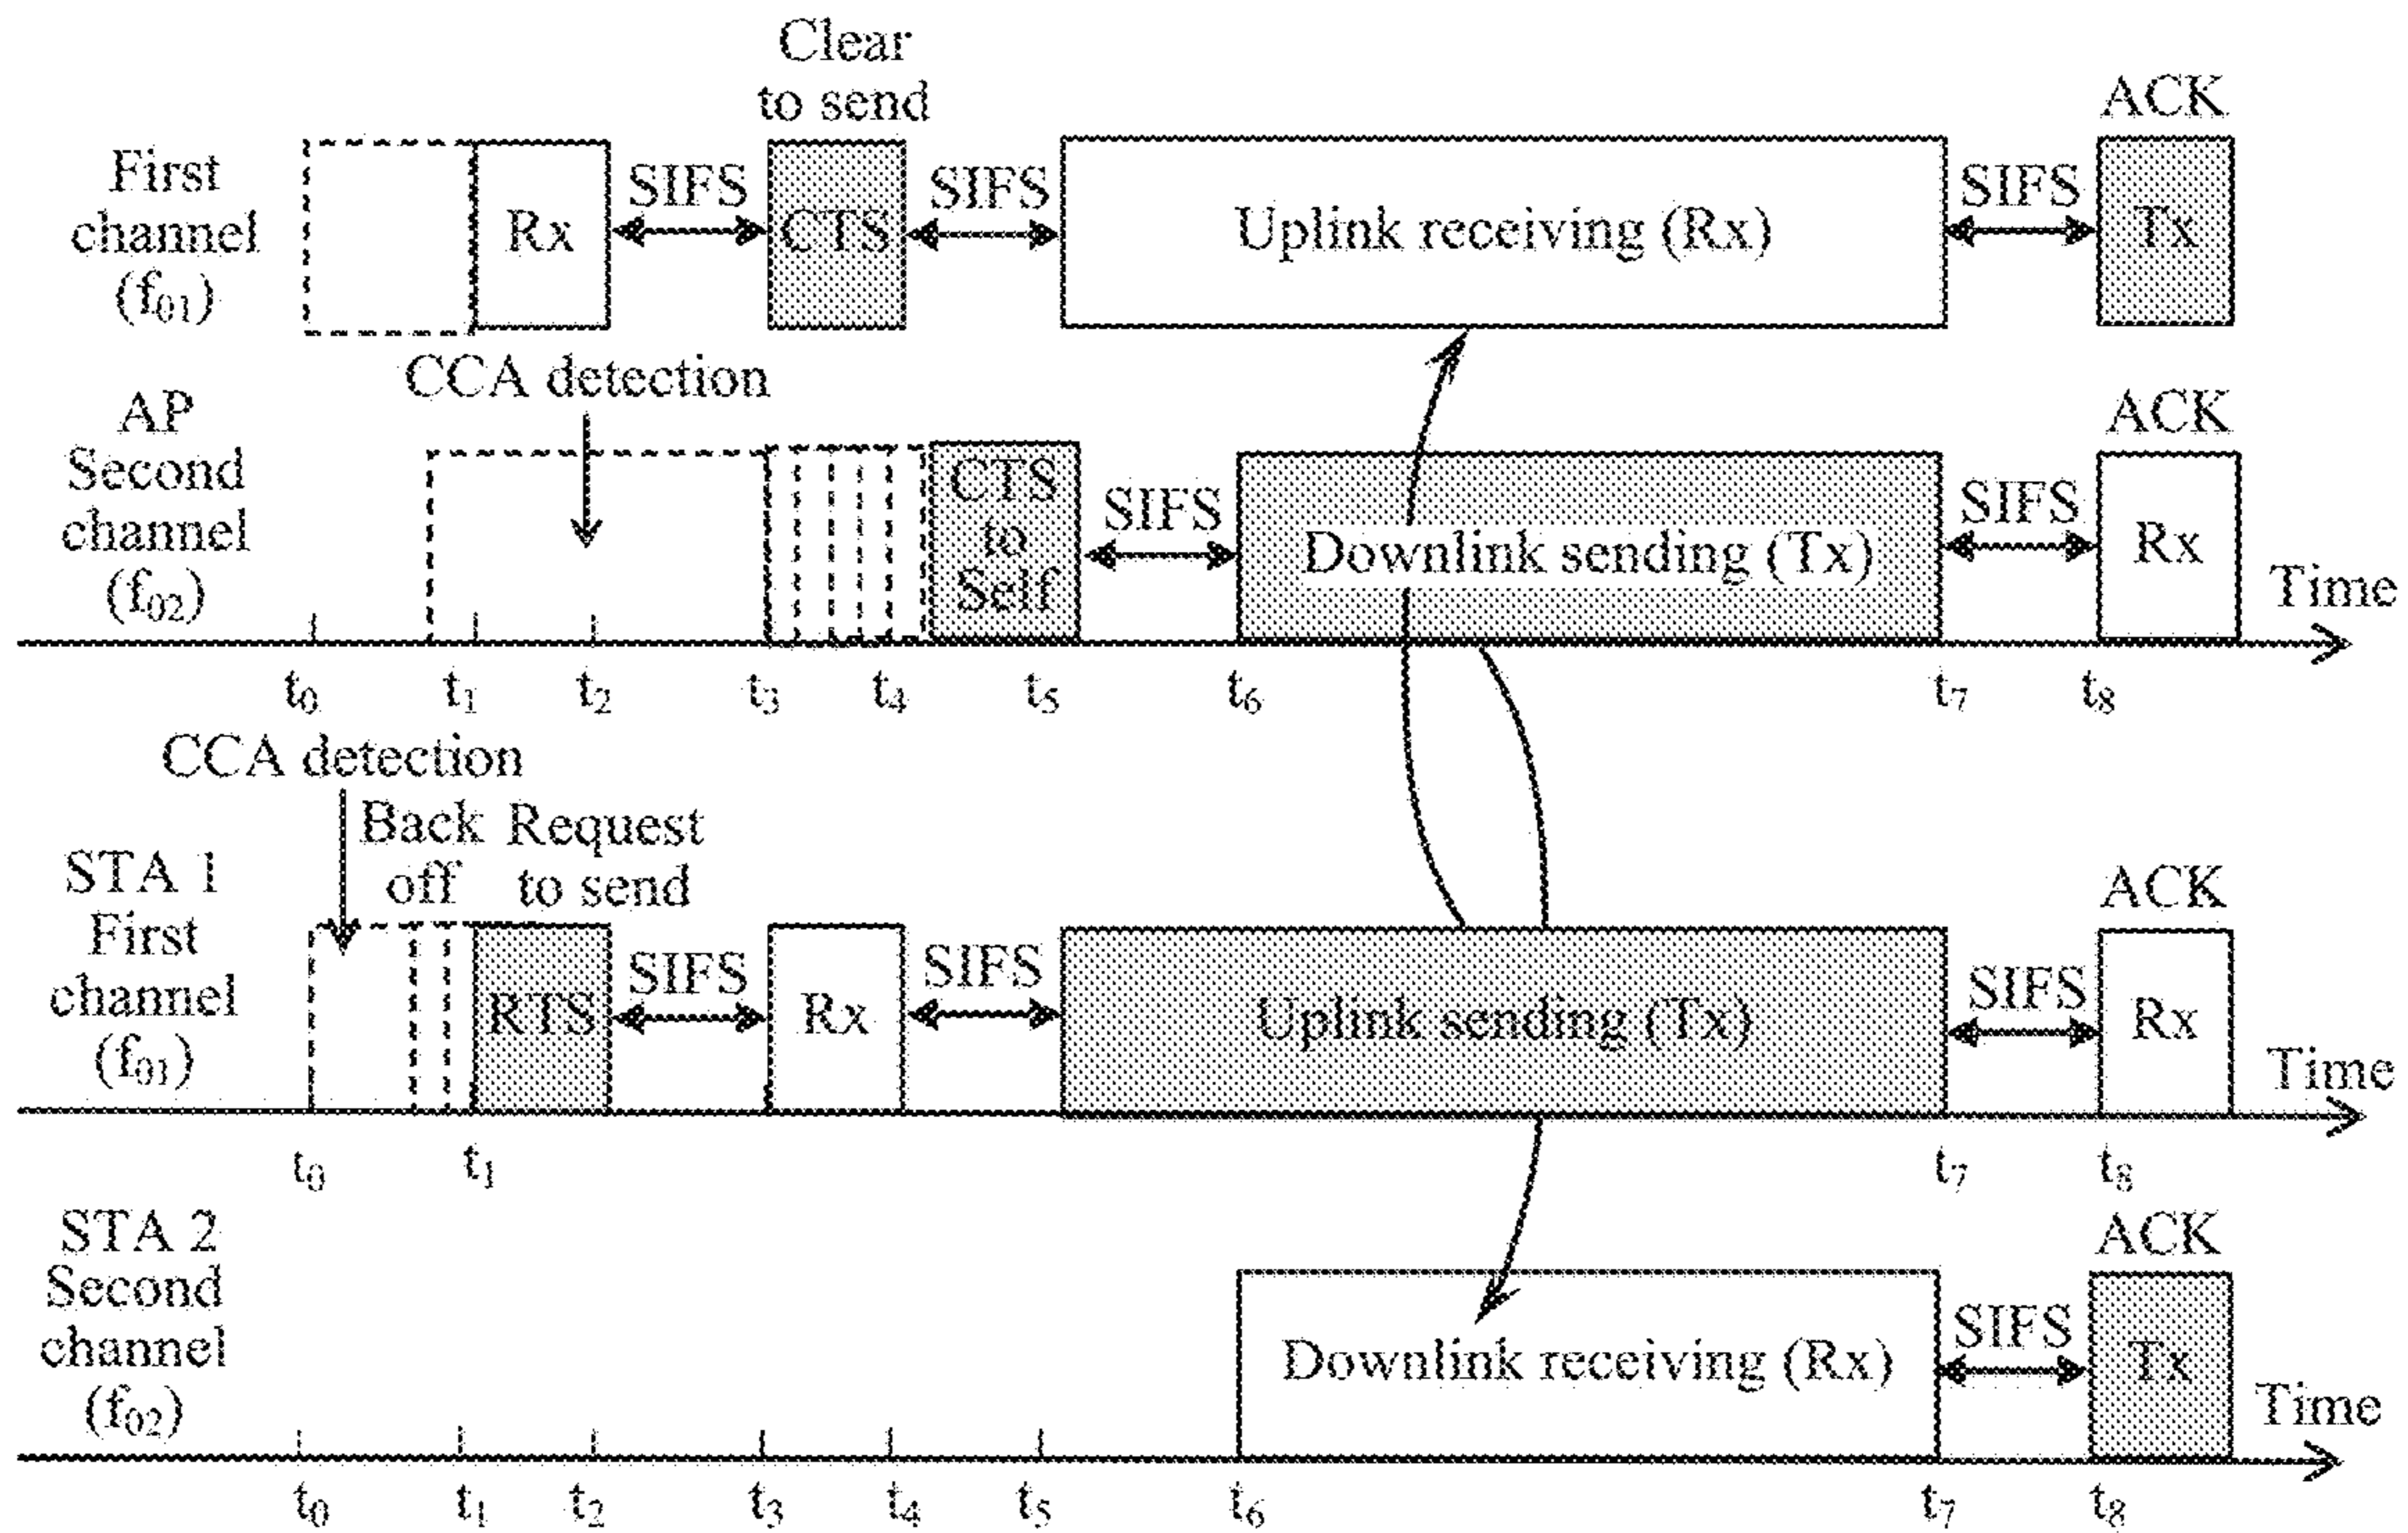 Clear
to send
ACK
First
channel
(f01)
Rx
SIFS
CTS
SIFS
Uplink receiving (Rx)
SIFS
Tx
CCA detection
AP
Second
channel
(f02)
CTS
to
Self
SIFS
Downlink sending (Tx)
SIFS
ACK
Rx
Time
t0 t1 t2 t3 t4 t5 t6 t7 t8
CCA detection
Back
off
Request
to send
STA 1
First
channel
(f01)
RTS
SIFS
Rx
SIFS
Uplink sending (Tx)
SIFS
ACK
Rx
Time
t0 t1 t7 t8
STA 2
Second
channel
(f02)
Downlink receiving (Rx)
SIFS
ACK
Tx
Time
t0 t1 t2 t3 t4 t5 t6 t7 t8